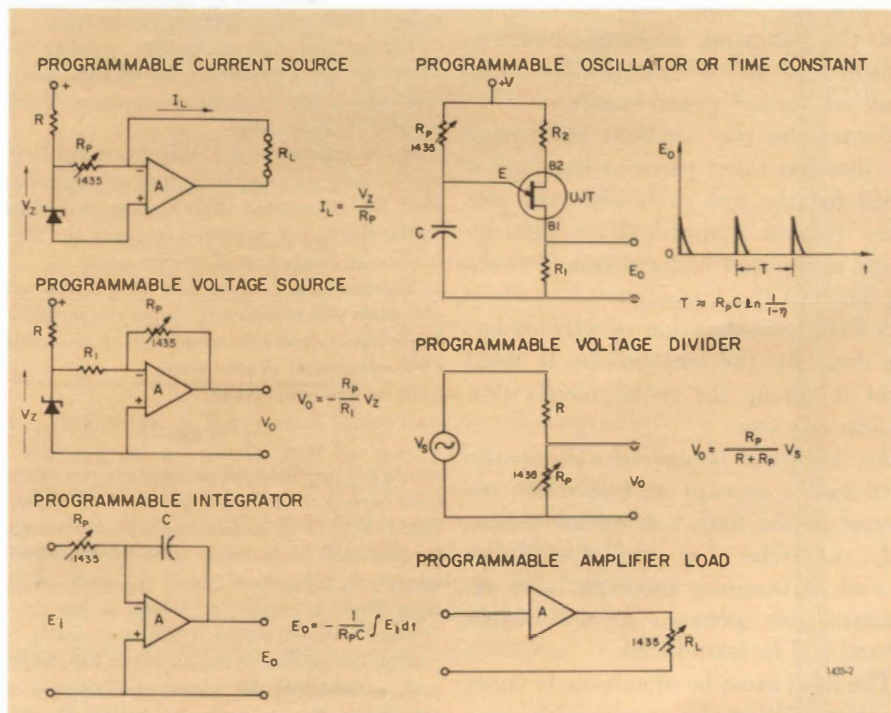 PROGRAMMABLE CURRENT SOURCE
+
R
I_L
R_P
1435
R_L
V_Z
-
A
+
I_L = V_Z / R_P
PROGRAMMABLE VOLTAGE SOURCE
+
R
R_P
1435
R_1
V_Z
-
A
+
V_O
V_O = - R_P / R_1 V_Z
PROGRAMMABLE INTEGRATOR
R_P
1435
C
E_i
-
A
+
E_O
E_O = - 1 / R_PC ∫ E_i dt
PROGRAMMABLE OSCILLATOR OR TIME CONSTANT
+V
R_P
1435
R_2
B2
E
UJT
B1
C
R_1
E_O
E_O
0
T
t
T ≈ R_P C ln 1 / 1-η
PROGRAMMABLE VOLTAGE DIVIDER
V_S
R
1436
R_P
V_O
V_O = R_P / R + R_P V_S
PROGRAMMABLE AMPLIFIER LOAD
A
1435
R_L
1435-2